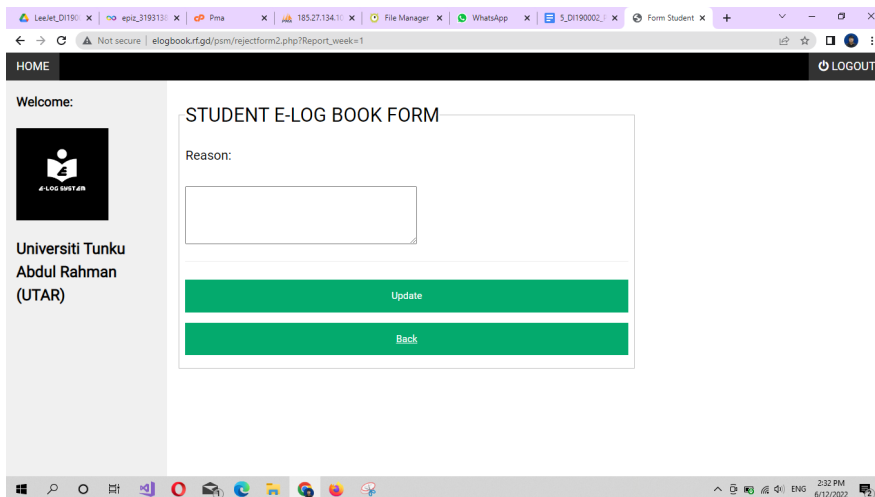 LeeJet_DI190
epiz_3193138
Pma
185.27.134.10
File Manager
WhatsApp
5_DI190002_
Form Student
Not secure
elogbook.rf.gd/psm/rejectform2.php?Report_week=1
HOME
LOGOUT
Welcome:
E-LOG SYSTEM
Universiti Tunku
Abdul Rahman
(UTAR)
STUDENT E-LOG BOOK FORM
Reason:
Update
Back
ENG
2:32 PM
6/12/2022